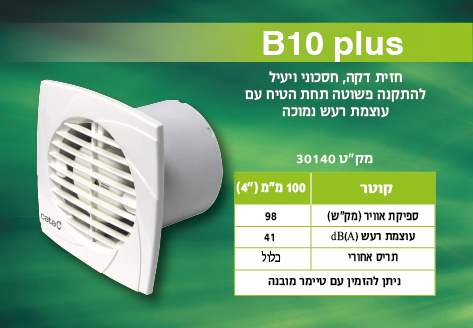 B10 plus
חזית דקה, חסכוני ויעיל
להתקנה פשוטה תחת הטיח עם
עוצמת רעש נמוכה
מק"ט 30140
קוטר 100 מ"מ ("4)
ספיקת אוויר (מק"ש) 98
עוצמת רעש dB(A) 41
תריס אחורי כלול
ניתן להזמין עם טיימר מובנה
cata